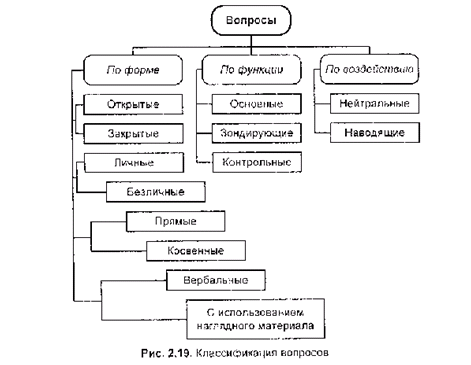 Вопросы
По форме
По функции
По воздействию
Открытые
Основные
Нейтральные
Закрытые
Зондирующие
Наводящие
Личные
Контрольные
Безличные
Прямые
Косвенные
Вербальные
С использованием
наглядного материала
Рис. 2.19. Классификация вопросов